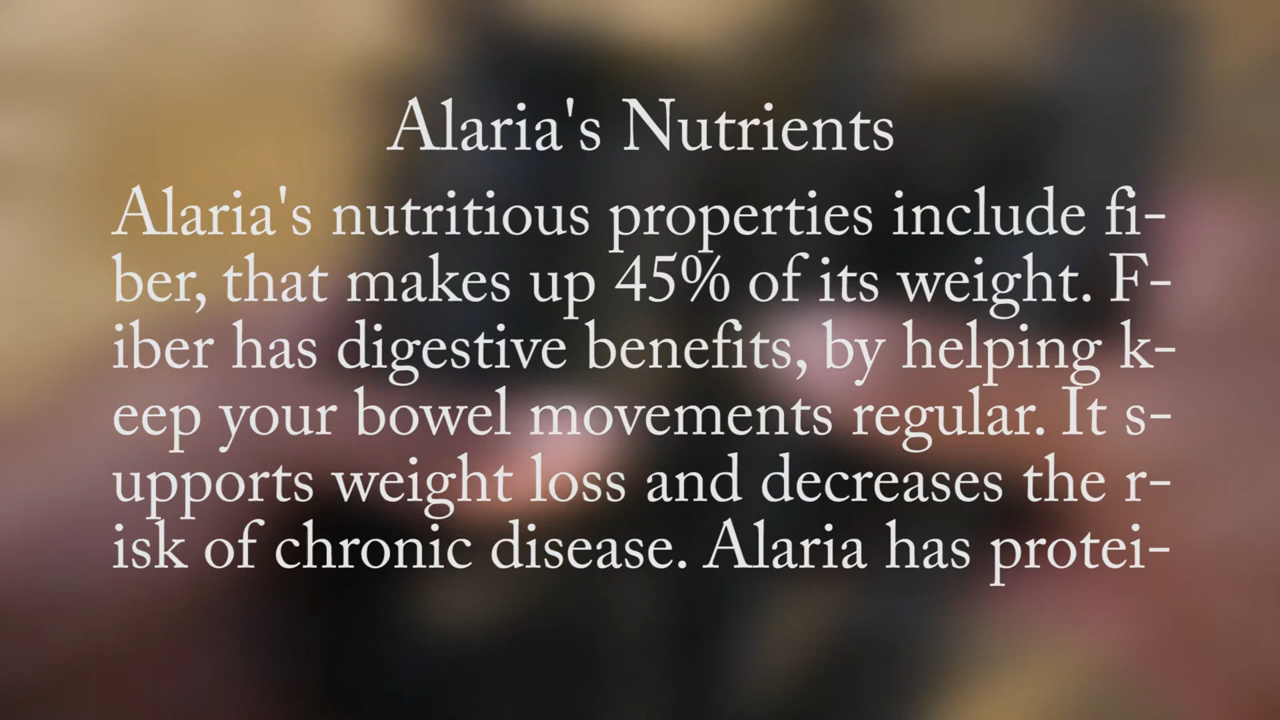 Alaria's Nutrients
Alaria's nutritious properties include fi-
ber, that makes up 45% of its weight. F-
iber has digestive benefits, by helping k-
eep your bowel movements regular. It s-
upports weight loss and decreases the r-
isk of chronic disease. Alaria has protei-